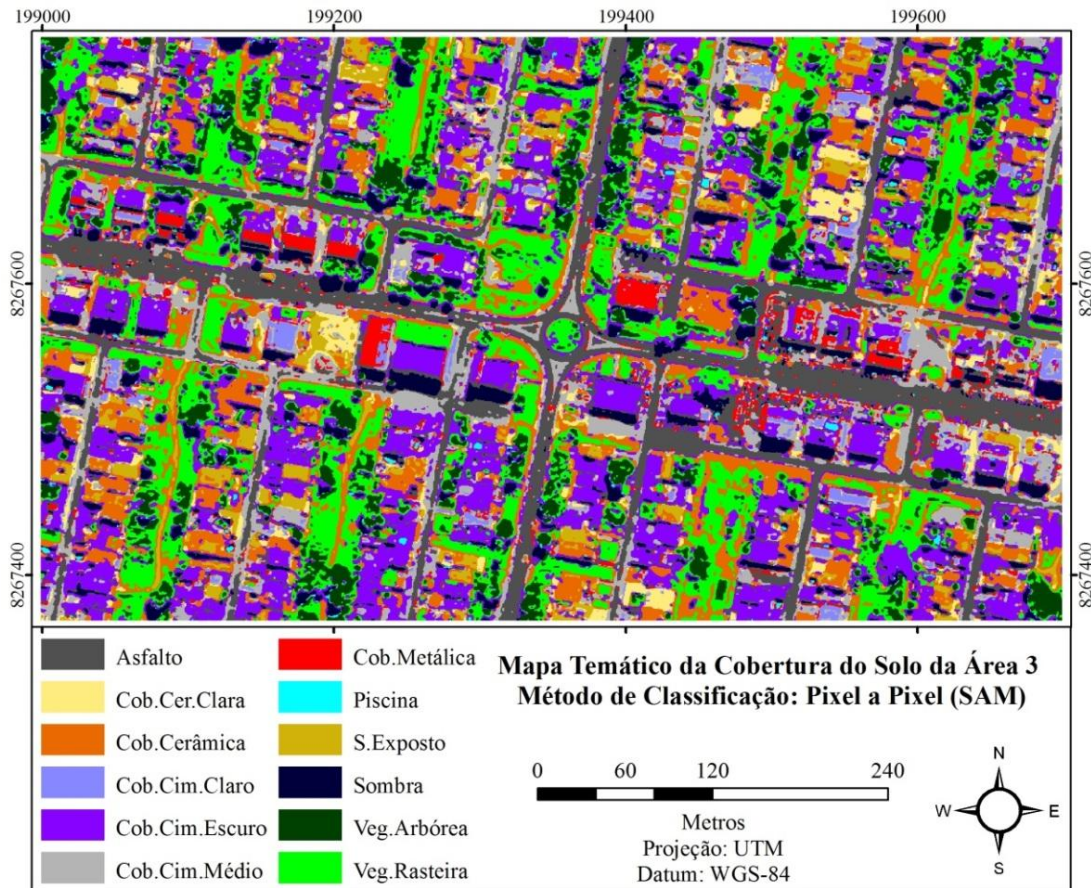 199000 199200 199400 199600
8267600 8267600
8267400 8267400
Asfalto
Cob.Cer.Clara
Cob.Cerâmica
Cob.Cim.Claro
Cob.Cim.Escuro
Cob.Cim.Médio
Cob.Metálica
Piscina
S.Exposto
Sombra
Veg.Arbórea
Veg.Rasteira
Mapa Temático da Cobertura do Solo da Área 3
Método de Classificação: Pixel a Pixel (SAM)
0 60 120 240
Metros
Projeção: UTM
Datum: WGS-84
N
W E
S